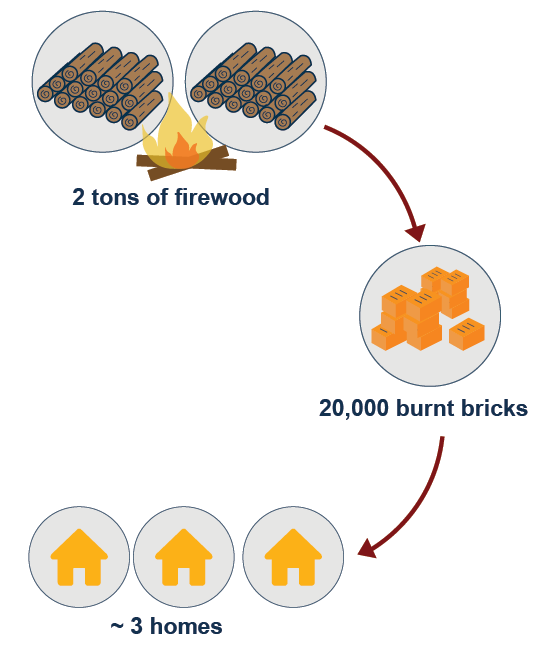 2 tons of firewood
20,000 burnt bricks
~ 3 homes